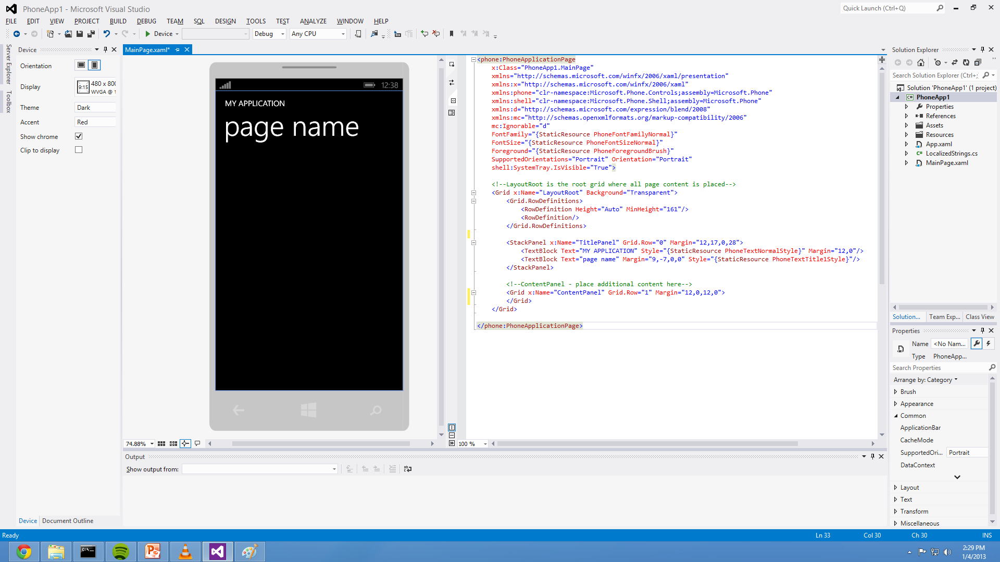 PhoneApp1 - Microsoft Visual Studio
Quick Launch (Ctrl+Q)
FILE EDIT VIEW PROJECT BUILD DEBUG TEAM SQL DESIGN TOOLS TEST ANALYZE WINDOW HELP
Device Debug Any CPU
Server Explorer
Toolbox
Device
Orientation
Display
9:15
480 x 800
WVGA @ 1
Theme Dark
Accent Red
Show chrome
Clip to display
Device Document Outline
MainPage.xaml*
12:38
MY APPLICATION
page name
74.88%
<phone:PhoneApplicationPage
x:Class="PhoneApp1.MainPage"
xmlns="http://schemas.microsoft.com/winfx/2006/xaml/presentation"
xmlns:x="http://schemas.microsoft.com/winfx/2006/xaml"
xmlns:phone="clr-namespace:Microsoft.Phone.Controls;assembly=Microsoft.Phone"
xmlns:shell="clr-namespace:Microsoft.Phone.Shell;assembly=Microsoft.Phone"
xmlns:d="http://schemas.microsoft.com/expression/blend/2008"
xmlns:mc="http://schemas.openxmlformats.org/markup-compatibility/2006"
mc:Ignorable="d"
FontFamily="{StaticResource PhoneFontFamilyNormal}"
FontSize="{StaticResource PhoneFontSizeNormal}"
Foreground="{StaticResource PhoneForegroundBrush}"
SupportedOrientations="Portrait" Orientation="Portrait"
shell:SystemTray.IsVisible="True">
<!--LayoutRoot is the root grid where all page content is placed-->
<Grid x:Name="LayoutRoot" Background="Transparent">
<Grid.RowDefinitions>
<RowDefinition Height="Auto" MinHeight="161"/>
<RowDefinition/>
</Grid.RowDefinitions>
<StackPanel x:Name="TitlePanel" Grid.Row="0" Margin="12,17,0,28">
<TextBlock Text="MY APPLICATION" Style="{StaticResource PhoneTextNormalStyle}" Margin="12,0"/>
<TextBlock Text="page name" Margin="9,-7,0,0" Style="{StaticResource PhoneTextTitle1Style}"/>
</StackPanel>
<!--ContentPanel - place additional content here-->
<Grid x:Name="ContentPanel" Grid.Row="1" Margin="12,0,12,0">
</Grid>
</Grid>
</phone:PhoneApplicationPage>
100 %
Output
Show output from:
Solution Explorer
Search Solution Explorer (Ctrl+;
Solution 'PhoneApp1' (1 project)
C# PhoneApp1
Properties
References
Assets
Resources
App.xaml
C# LocalizedStrings.cs
MainPage.xaml
Solution... Team Exp... Class View
Properties
Name <No Nam...
Type PhoneApp...
Search Properties
Arrange by: Category
Brush
Appearance
Common
ApplicationBar
CacheMode
SupportedOri... Portrait
DataContext
Layout
Text
Transform
Miscellaneous
Ready Ln 33 Col 30 Ch 30 INS
2:29 PM
1/4/2013